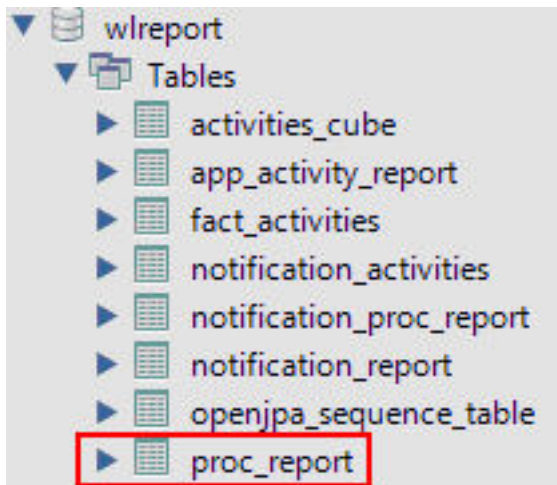 wlreport
Tables
activities_cube
app_activity_report
fact_activities
notification_activities
notification_proc_report
notification_report
openjpa_sequence_table
proc_report